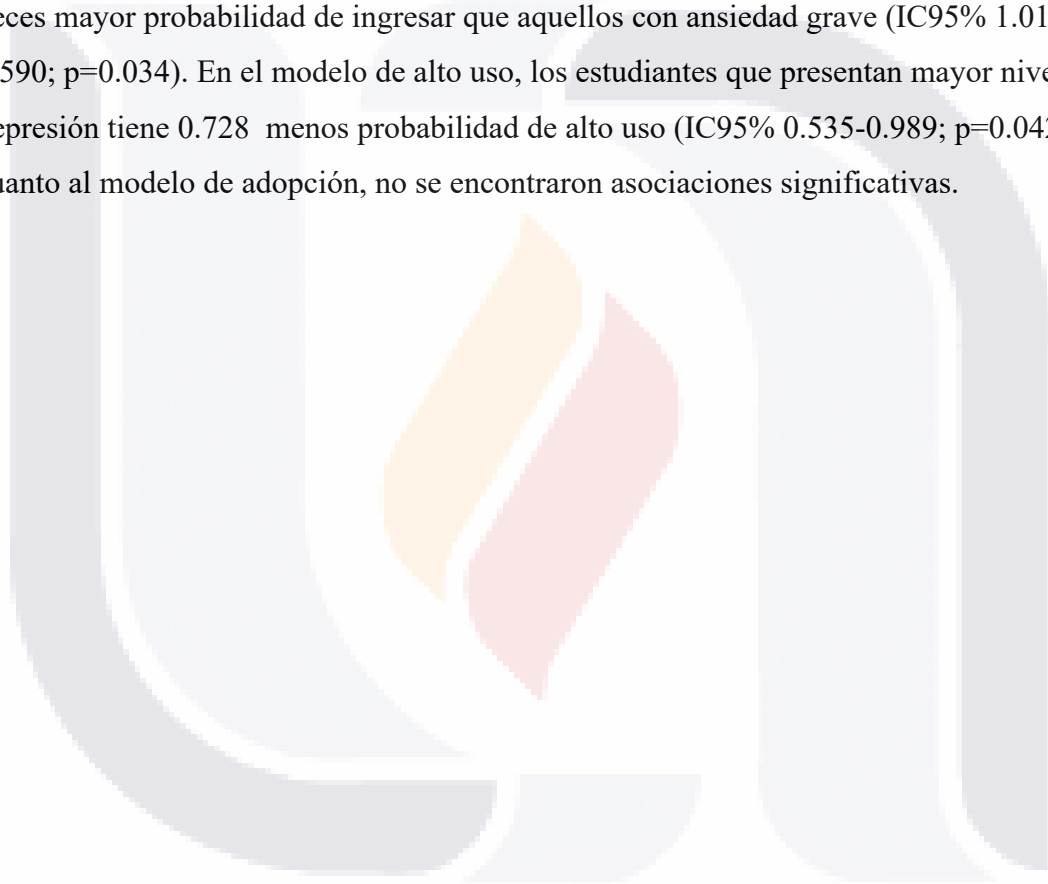 eces mayor probabilidad de ingresar que aquellos con ansiedad grave (IC95% 1.01
590; p=0.034). En el modelo de alto uso, los estudiantes que presentan mayor nive
epresión tiene 0.728  menos probabilidad de alto uso (IC95% 0.535-0.989; p=0.042
uanto al modelo de adopción, no se encontraron asociaciones significativas.